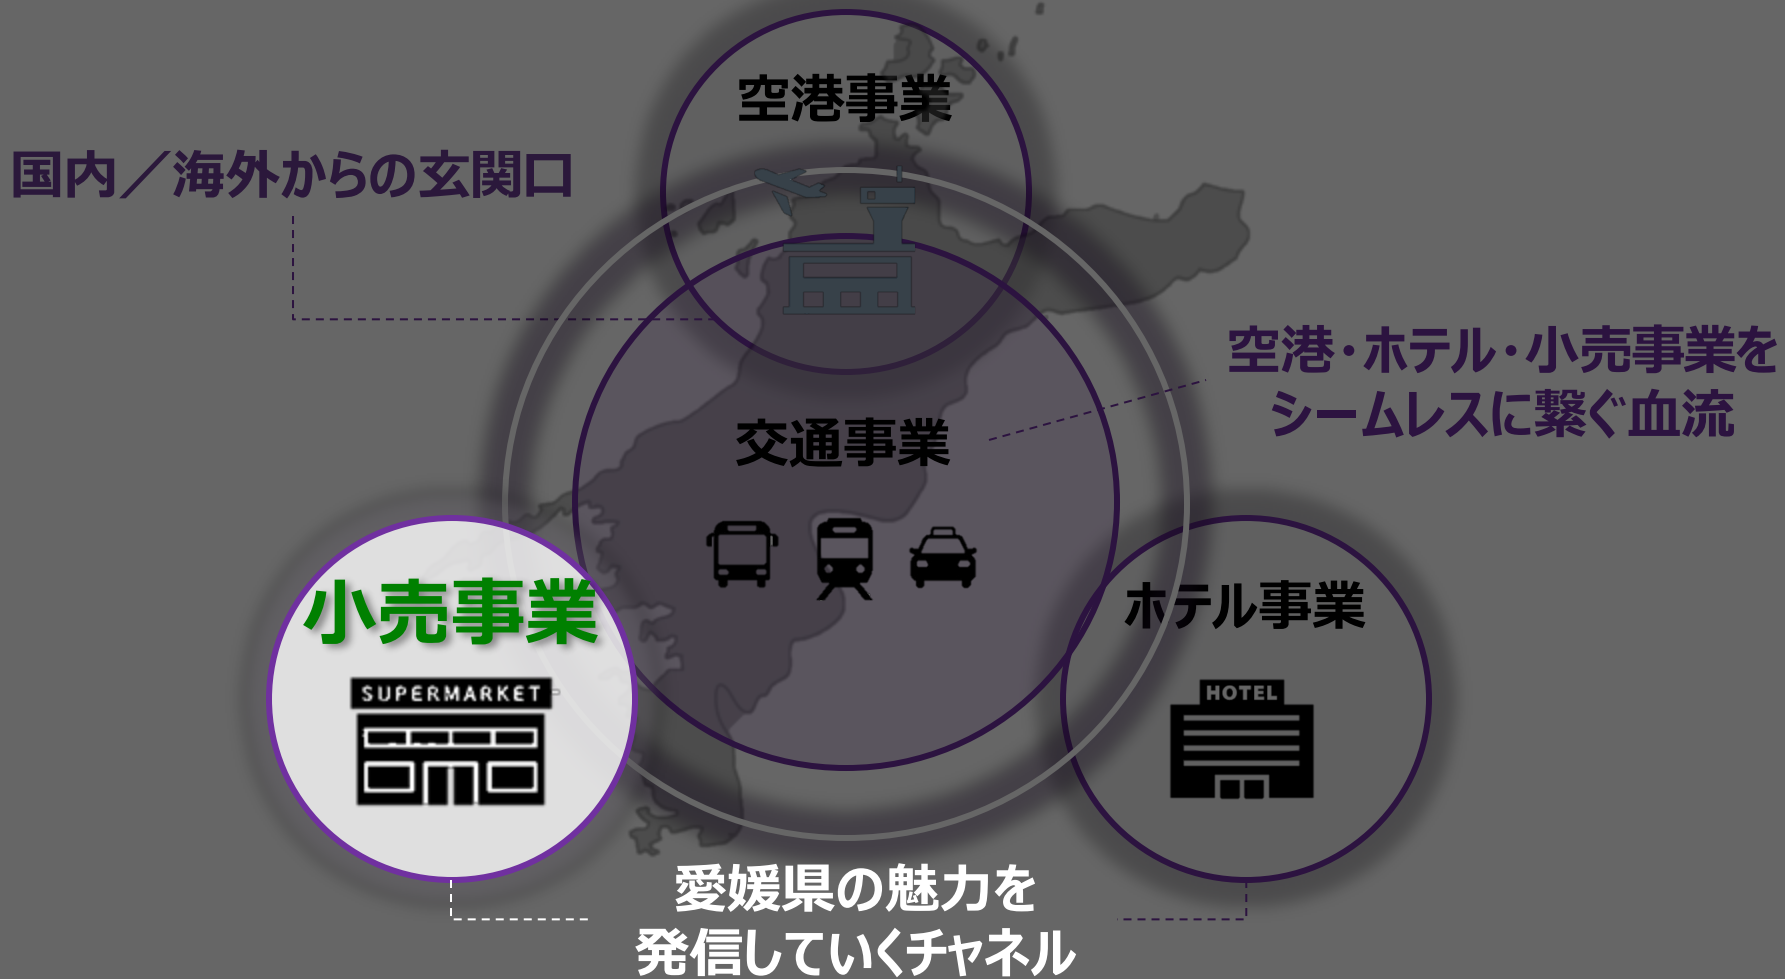 空港事業
国内／海外からの玄関口
空港・ホテル・小売事業を
シームレスに繋ぐ血流
交通事業
小売事業
SUPERMARKET
ホテル事業
HOTEL
愛媛県の魅力を
発信していくチャネル